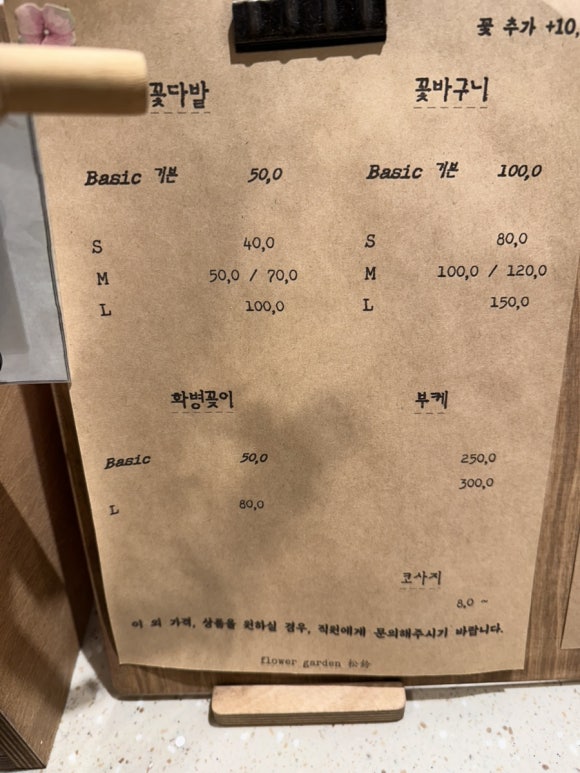 꽃 추가 +10,
꽃다발 꽃바구니
Basic 기본 50,0 Basic 기본 100,0
S 40,0 S 80,0
M 50,0 / 70,0 M 100,0 / 120,0
L 100,0 L 150,0
화병꽂이 부케
Basic 50,0 250,0
300,0
L 80,0
코사지
8,0 ~
이 외 가격, 상품을 원하실 경우, 직원에게 문의해주시기 바랍니다.
flower garden 松鈴